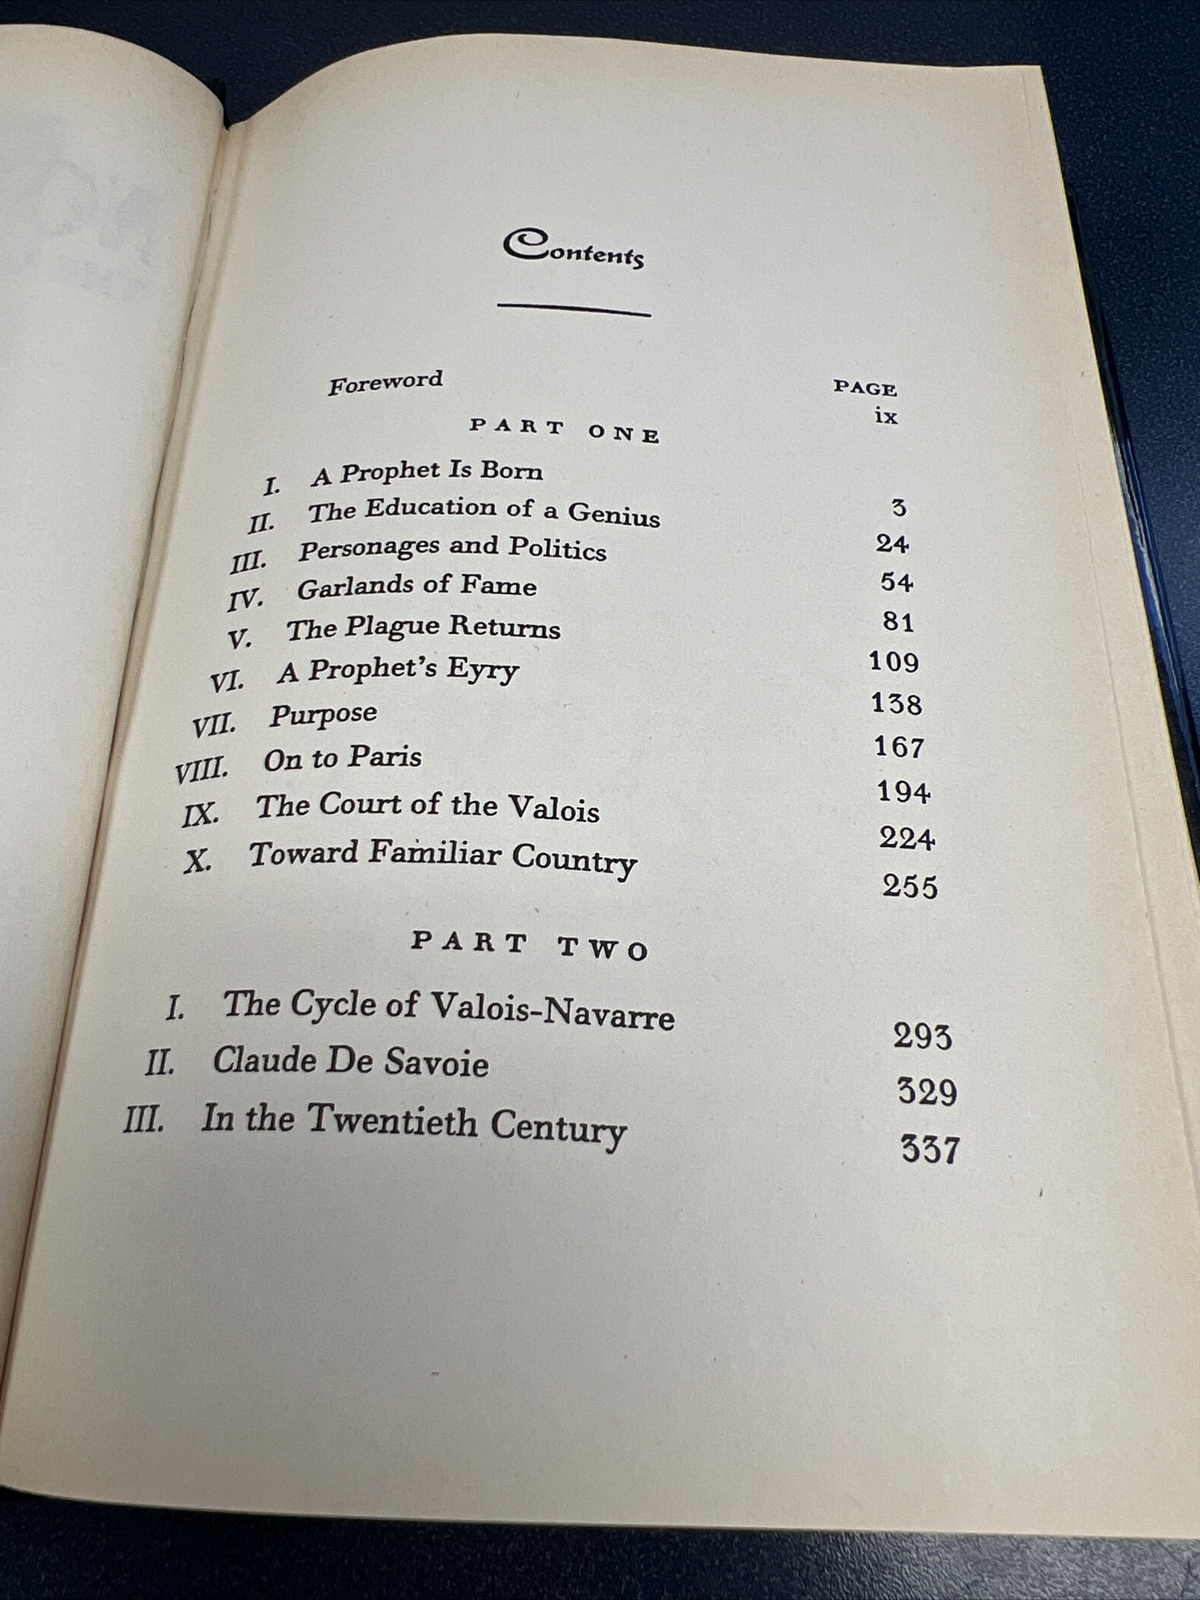 Contents
PAGE
Foreword ix
PART ONE
I. A Prophet Is Born 3
II. The Education of a Genius 24
III. Personages and Politics 54
IV. Garlands of Fame 81
V. The Plague Returns 109
VI. A Prophet's Eyry 138
VII. Purpose 167
VIII. On to Paris 194
IX. The Court of the Valois 224
X. Toward Familiar Country 255
PART TWO
I. The Cycle of Valois-Navarre 293
II. Claude De Savoie 329
III. In the Twentieth Century 337